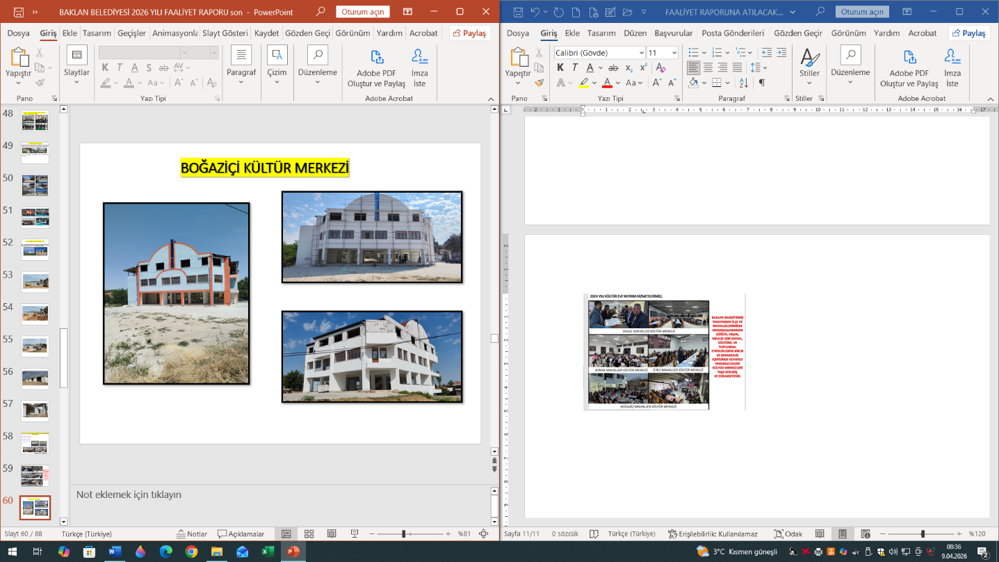 BAKLAN BELEDİYESİ 2026 YILI FAALİYET RAPORU son - PowerPoint
Oturum açın
Dosya Giriş Ekle Tasarım Geçişler Animasyonla Slayt Gösteri Kaydet Gözden Geçi Görünüm Yardım Acrobat Paylaş
Yapıştır
Slaytlar
K T A S ab AV Aa
Paragraf
Çizim
Düzenleme
Adobe PDF
Oluştur ve Paylaş
İmza
İste
Pano
Yazı Tipi
Adobe Acrobat
48
49
50
51
52
53
54
55
56
57
58
59
60
BOĞAZİÇİ KÜLTÜR MERKEZİ
Not eklemek için tıklayın
Slayt 60 / 88
Türkçe (Türkiye)
Notlar
Açıklamalar
%81
FAALİYET RAPORUNA ATILACAK...
Oturum açın
Dosya Giriş Ekle Tasarım Düzen Başvurular Posta Gönderileri Gözden Geçir Görünüm Yardım Acrobat Paylaş
Yapıştır
Calibri (Gövde)
11
K T A ab x₂ x² A
Stiller
Düzenleme
Adobe PDF
Oluştur ve Paylaş
İmza
İste
Pano
Yazı Tipi
Paragraf
Stiller
Adobe Acrobat
2024 YILI KÜLTÜR EVİ YATIRIM HİZMETLERİMİZ;
DAĞAL MAHALLESİ KÜLTÜR MERKEZİ
KONAK MAHALLESİ KÜLTÜR MERKEZİ
İCİKLİ MAHALLESİ KÜLTÜR MERKEZİ
BOĞAZİÇİ MAHALLESİ KÜLTÜR MERKEZİ
BAKLAN BELEDİYEMİZ
TARAFINDAN İLÇE VE
MAHALLELERİMİZDE
VATANDAŞLARIMIZIN
DÜĞÜN, NİŞAN,
MEVLİD GİBİ SOSYAL,
KÜLTÜREL VE
TOPLUMSAL
ETKİNLİKLERİNİ BİRLİK
VE BERABERLİK
İÇERİSİNDE GÜVENLE
YAPABİLECEKLERİ
KÜLTÜR MERKEZLERİ
İNŞA EDİLMİŞ
VE EDİLMEKTEDİR.
Sayfa 11/11
0 sözcük
Türkçe (Türkiye)
Erişilebilirlik: Kullanılamaz
Odak
%120
3°C Kısmen güneşli
08:36
9.04.2026
2